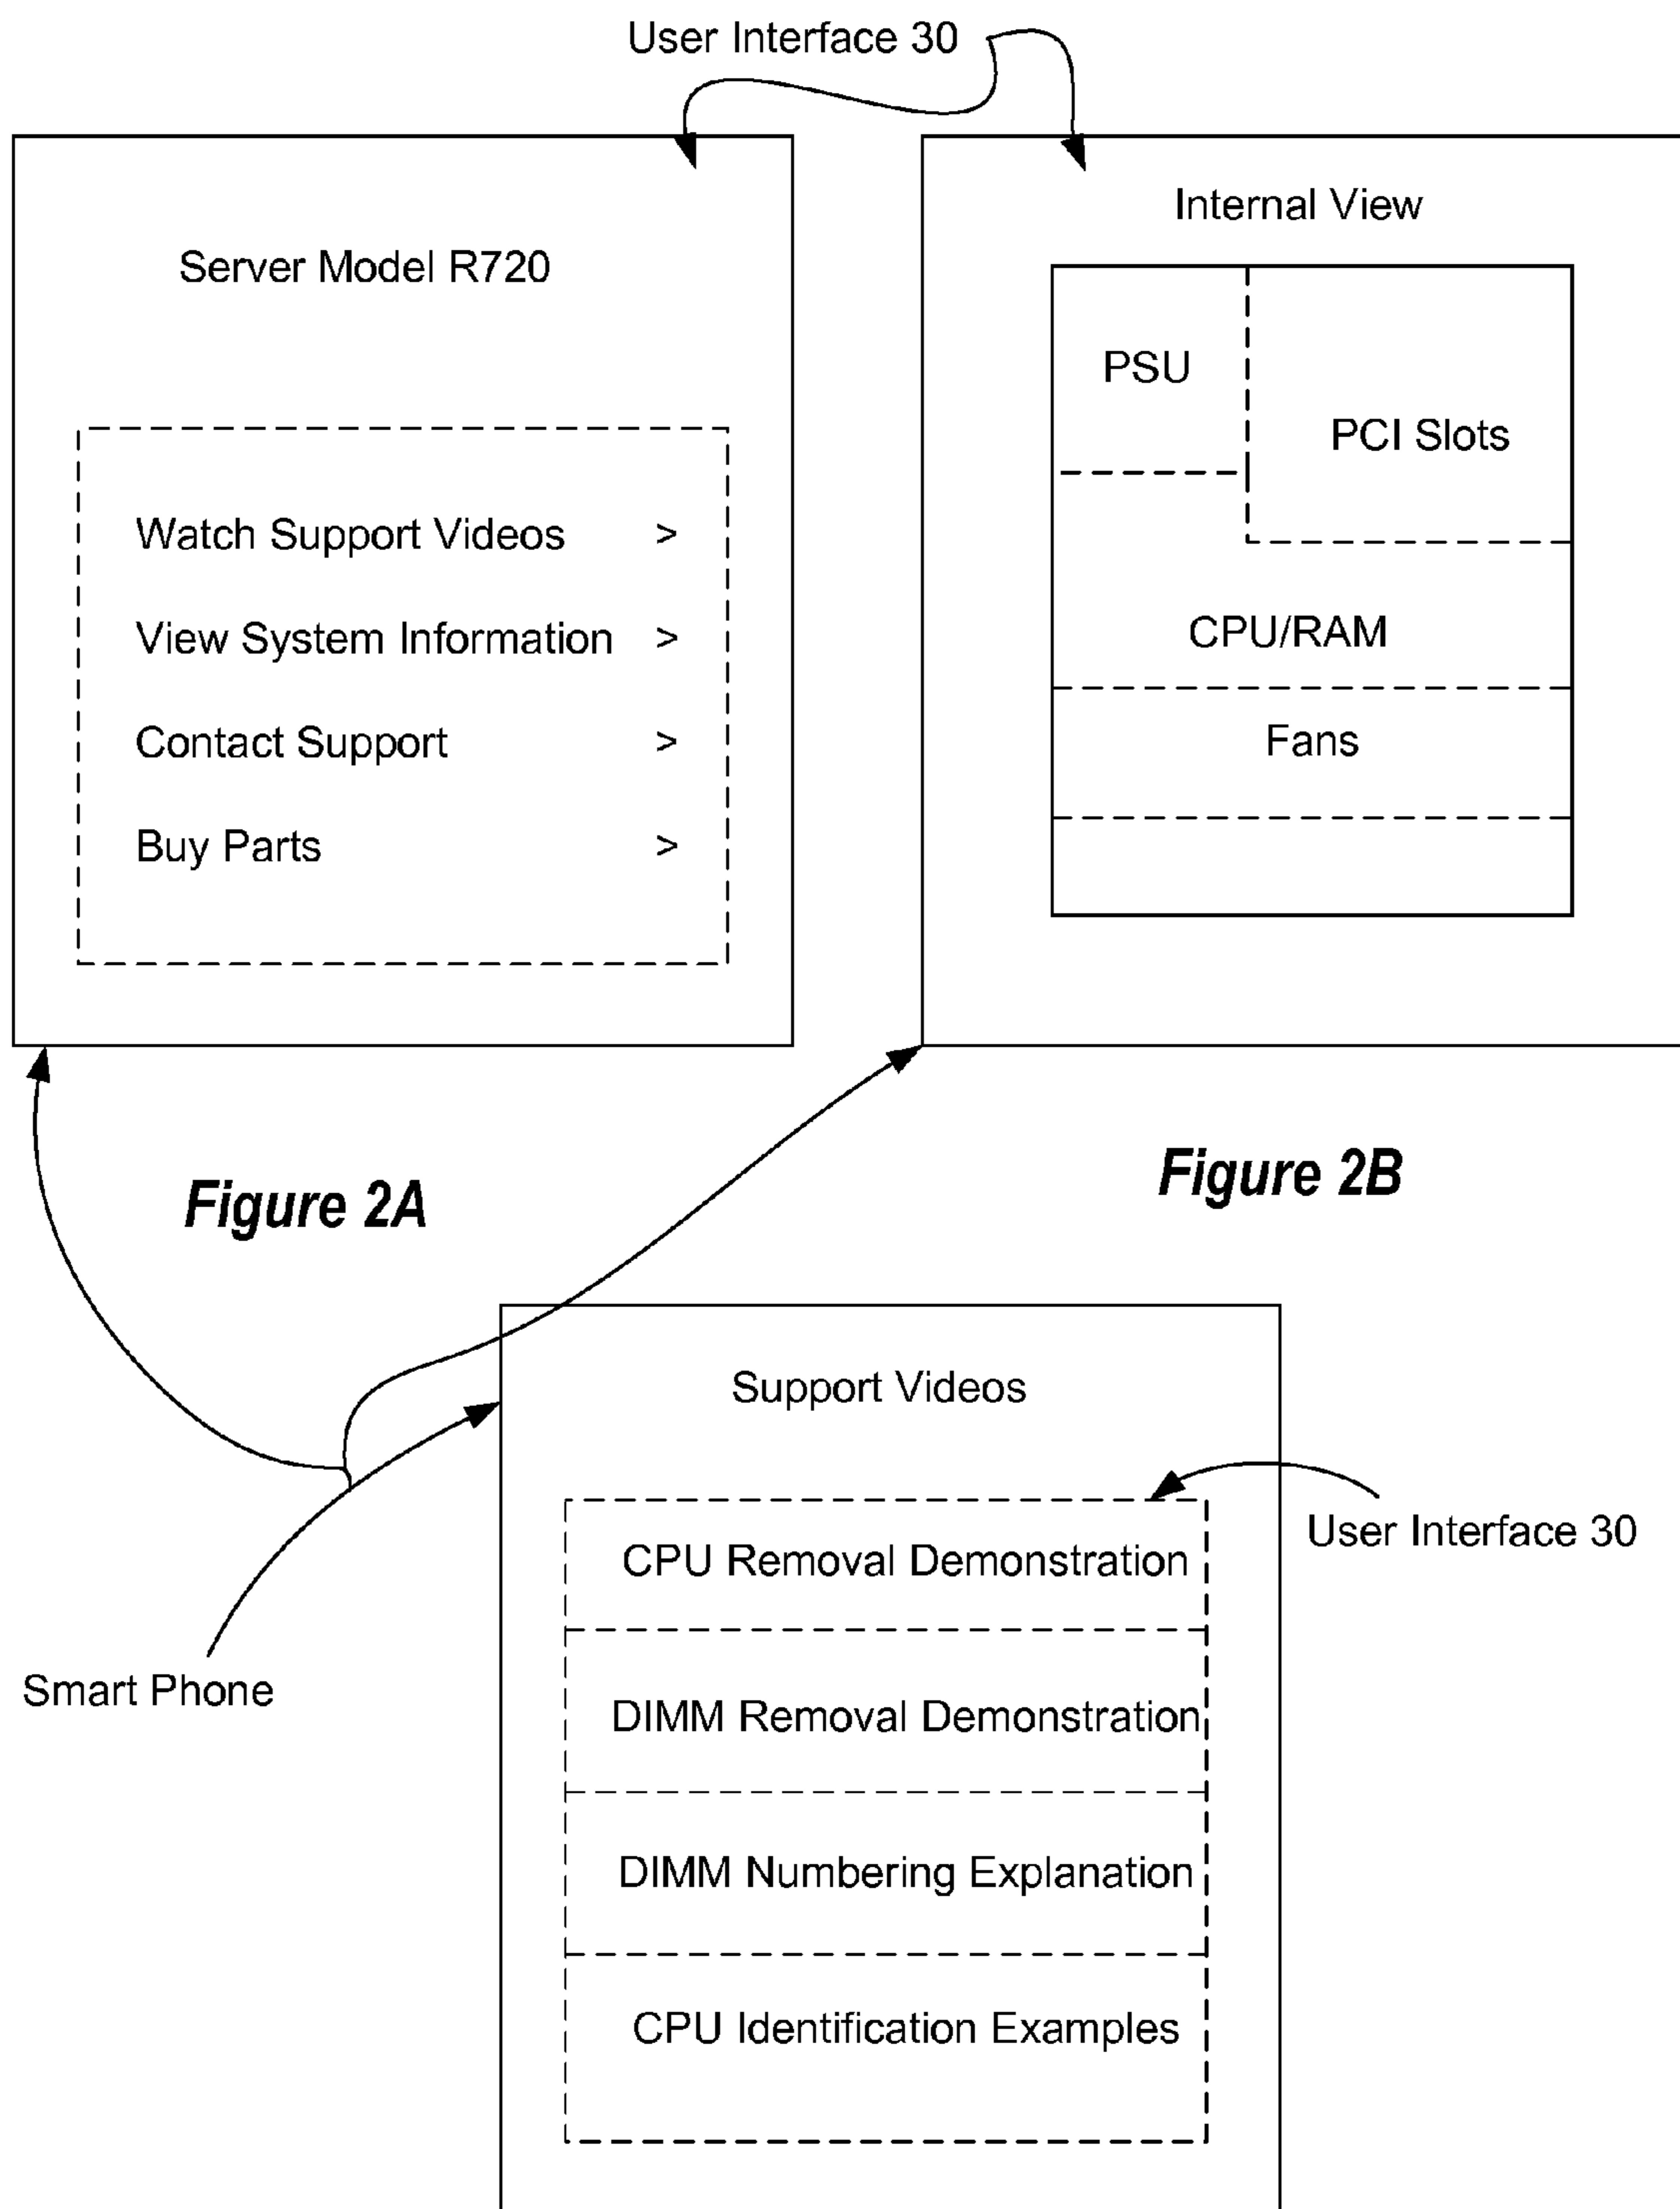 User Interface 30
Server Model R720
Watch Support Videos >
View System Information >
Contact Support >
Buy Parts >
Internal View
PSU
PCI Slots
CPU/RAM
Fans
Figure 2A
Figure 2B
Support Videos
User Interface 30
CPU Removal Demonstration
DIMM Removal Demonstration
DIMM Numbering Explanation
CPU Identification Examples
Smart Phone